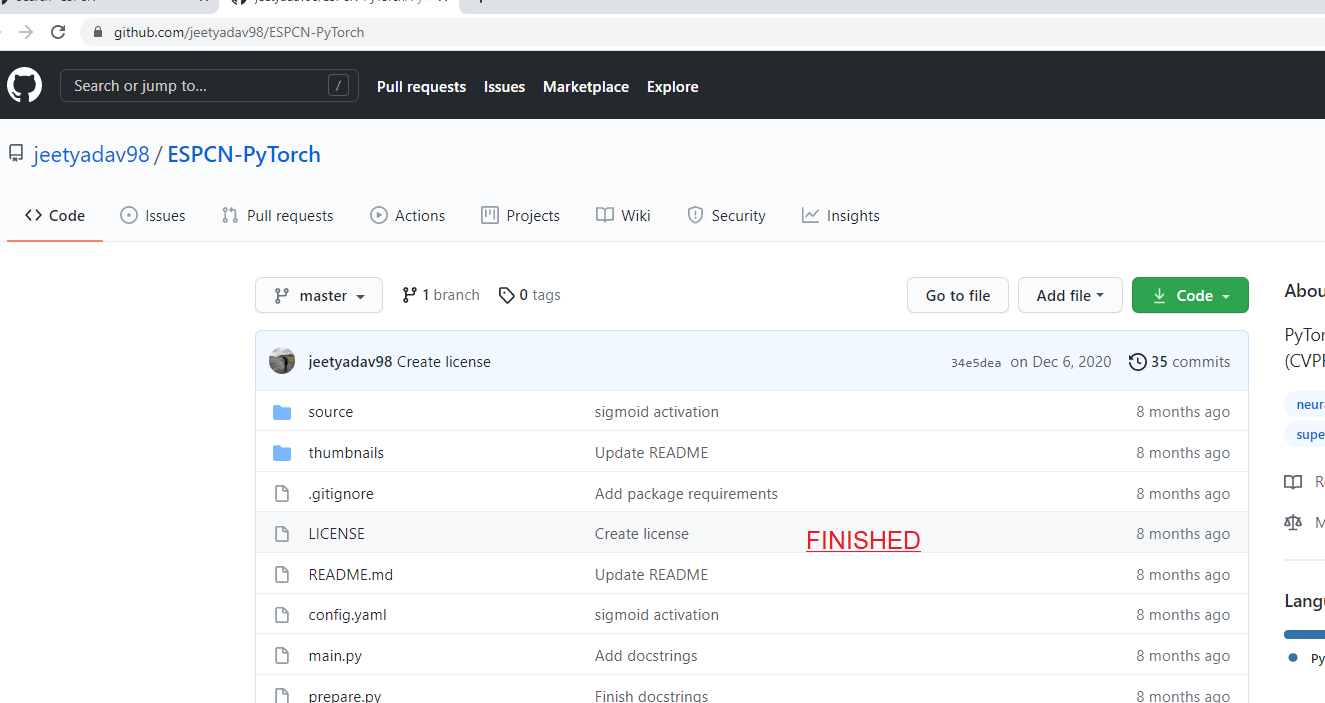 github.com/jeetyadav98/ESPCN-PyTorch
Search or jump to... / Pull requests Issues Marketplace Explore
jeetyadav98 / ESPCN-PyTorch
<> Code Issues Pull requests Actions Projects Wiki Security Insights
master 1 branch 0 tags Go to file Add file Code
jeetyadav98 Create license 34e5dea on Dec 6, 2020 35 commits
source sigmoid activation 8 months ago
thumbnails Update README 8 months ago
.gitignore Add package requirements 8 months ago
LICENSE Create license 8 months ago
FINISHED
README.md Update README 8 months ago
config.yaml sigmoid activation 8 months ago
main.py Add docstrings 8 months ago
prepare.py Finish docstrings 8 months ago